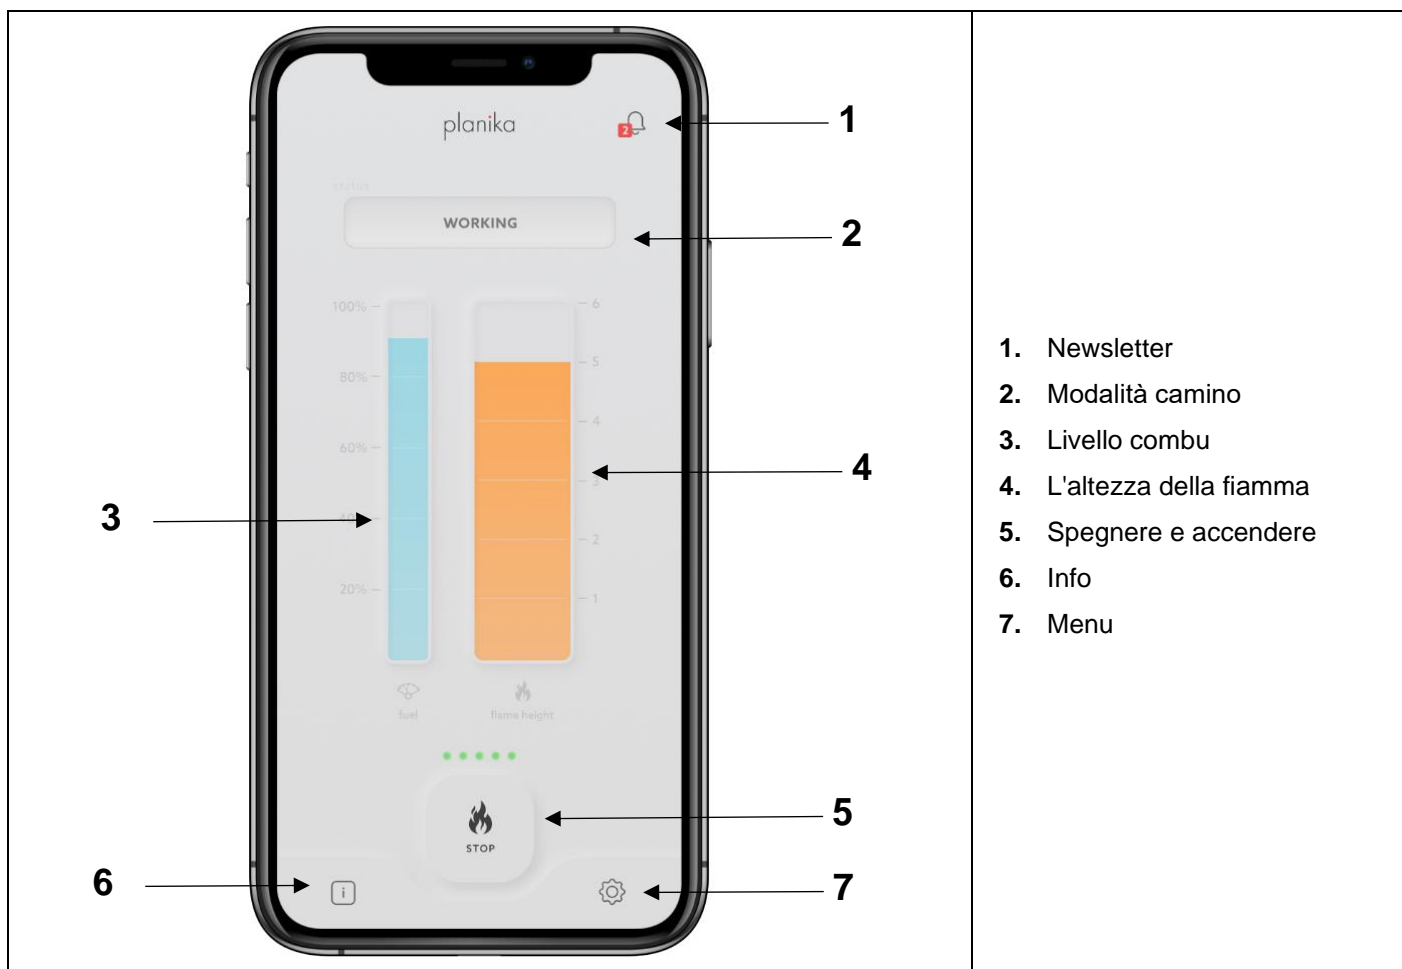 planika
2
1
status
WORKING
2
100%
6
80%
5
60%
4
40%
3
20%
2
1
3
4
fuel
flame height
STOP
5
i
6
7
1. Newsletter
2. Modalità camino
3. Livello combu
4. L'altezza della fiamma
5. Spegnere e accendere
6. Info
7. Menu